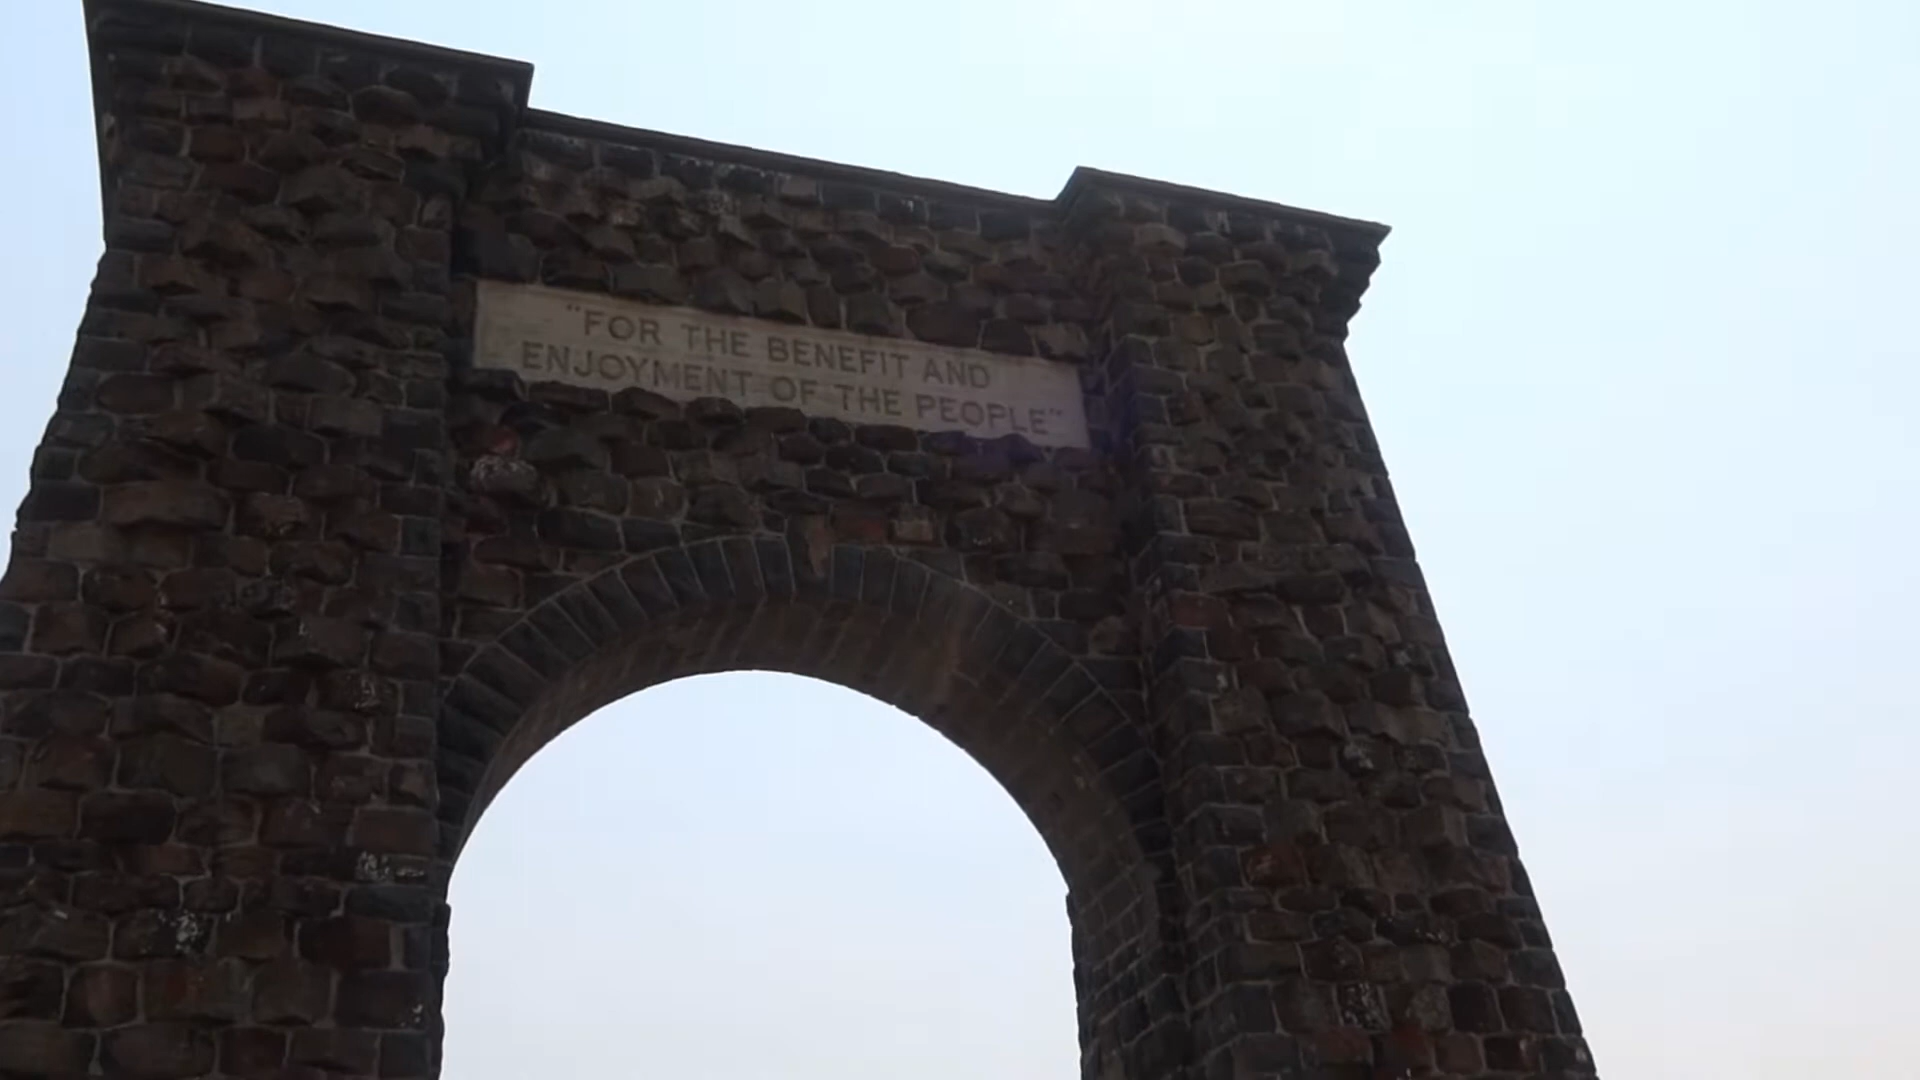 “FOR THE BENEFIT AND
ENJOYMENT OF THE PEOPLE”